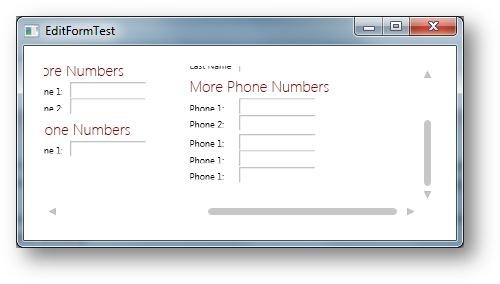 EditFormTest
ore Numbers
ne 1:
ne 2:
one Numbers
ne 1:
Last Name
More Phone Numbers
Phone 1:
Phone 2:
Phone 1:
Phone 1:
Phone 1: